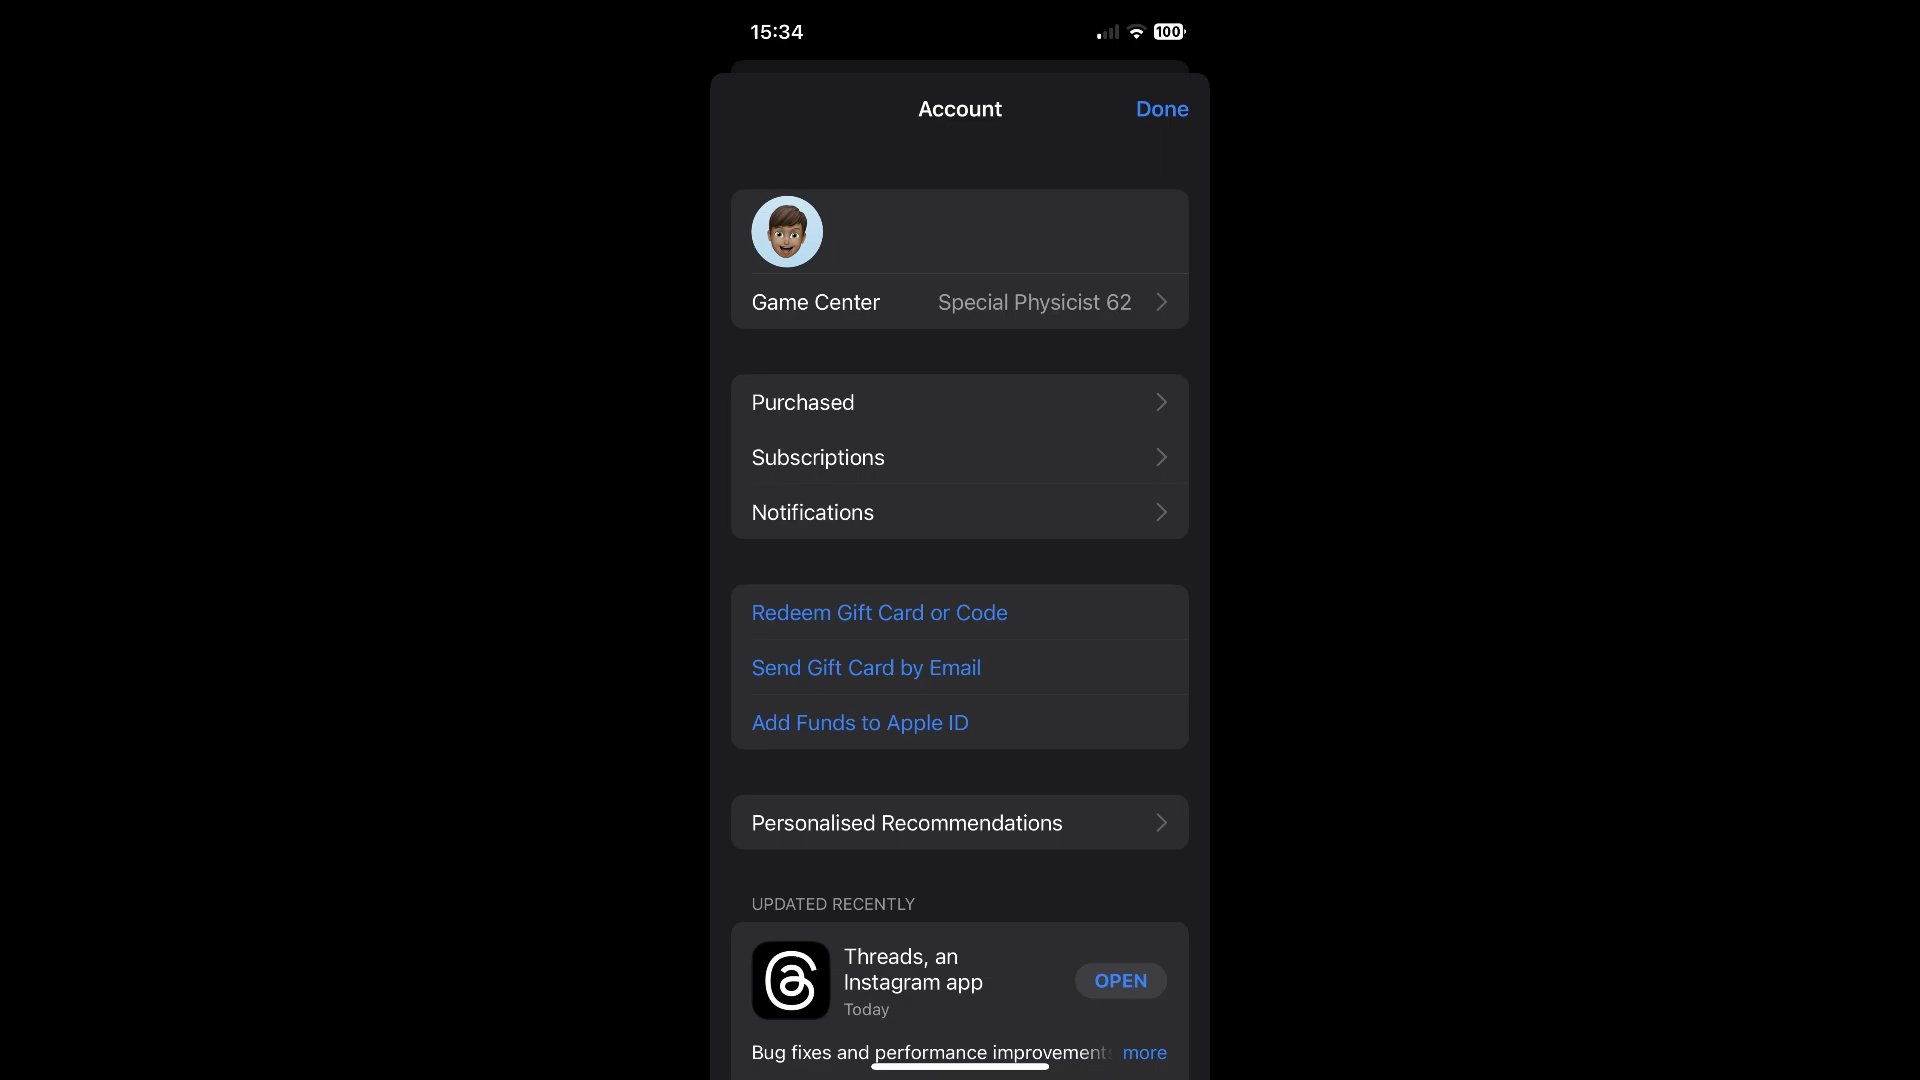 15:34
100
Account
Done
Game Center
Special Physicist 62
Purchased
Subscriptions
Notifications
Redeem Gift Card or Code
Send Gift Card by Email
Add Funds to Apple ID
Personalised Recommendations
UPDATED RECENTLY
Threads, an
Instagram app
OPEN
Today
Bug fixes and performance improvements more